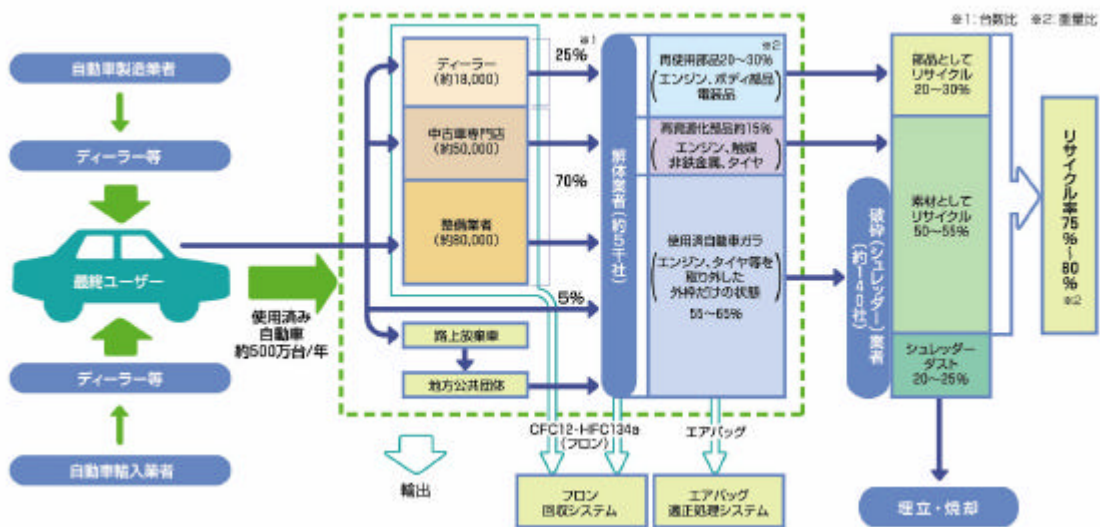 ※1:台数比 ※2:重量比
自動車製造業者
ディーラー等
最終ユーザー
ディーラー等
自動車輸入業者
使用済み
自動車
約500万台/年
ディーラー
(約18,000)
中古車専門店
(約50,000)
整備業者
(約80,000)
路上放棄車
地方公共団体
※1
25%
70%
5%
解体業者(約5千社)
※2
再使用部品20〜30%
(エンジン、ボディ部品
電装品)
再資源化部品約15%
(エンジン、触媒
非鉄金属、タイヤ)
使用済自動車ガラ
(エンジン、タイヤ等を
取り外した
外枠だけの状態)
55〜65%
破砕(シュレッダー)業者
(約140社)
部品として
リサイクル
20〜30%
素材として
リサイクル
50〜55%
シュレッダー
ダスト
20〜25%
リサイクル率75%〜80%
※2
輸出
CFC12・HFC134a
(フロン)
エアバッグ
フロン
回収システム
エアバッグ
適正処理システム
埋立・焼却